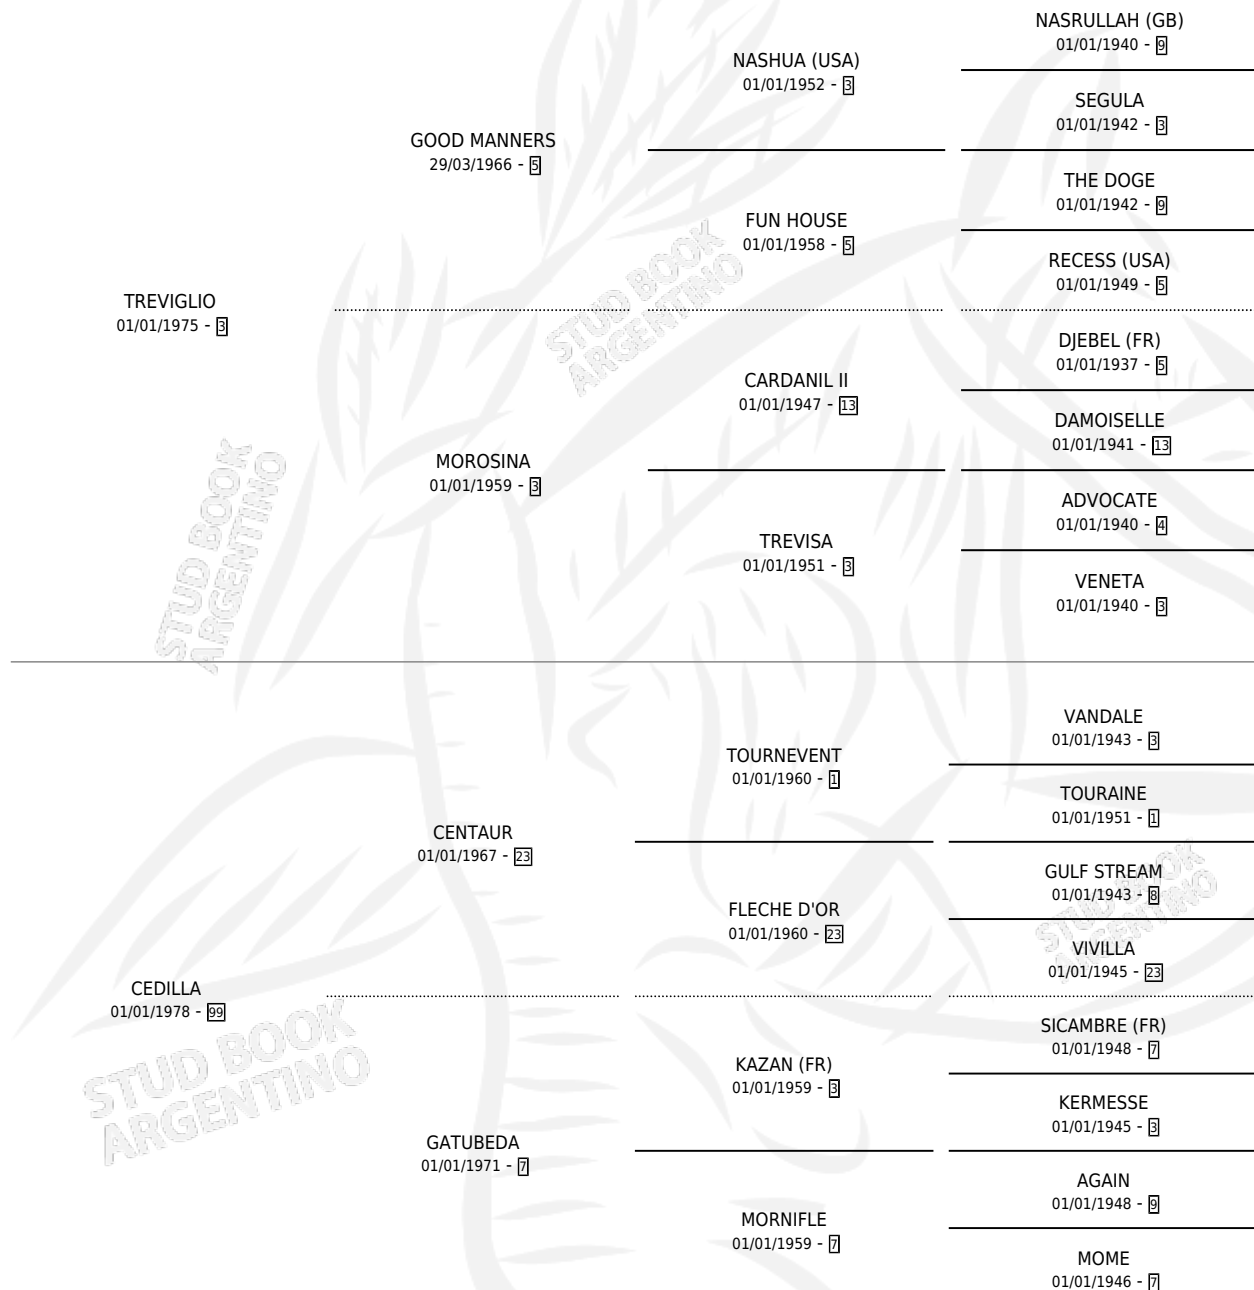 NASRULLAH (GB)
01/01/1940 - 9
NASHUA (USA)
01/01/1952 - 3
SEGULA
01/01/1942 - 3
GOOD MANNERS
29/03/1966 - 5
THE DOGE
01/01/1942 - 9
FUN HOUSE
01/01/1958 - 5
RECESS (USA)
01/01/1949 - 5
TREVIGLIO
01/01/1975 - 3
DJEBEL (FR)
01/01/1937 - 5
CARDANIL II
01/01/1947 - 13
DAMOISELLE
01/01/1941 - 13
MOROSINA
01/01/1959 - 3
ADVOCATE
01/01/1940 - 4
TREVISA
01/01/1951 - 3
VENETA
01/01/1940 - 3
VANDALE
01/01/1943 - 3
TOURNEVENT
01/01/1960 - 1
TOURAINE
01/01/1951 - 1
CENTAUR
01/01/1967 - 23
GULF STREAM
01/01/1943 - 8
FLECHE D'OR
01/01/1960 - 23
VIVILLA
01/01/1945 - 23
CEDILLA
01/01/1978 - 99
SICAMBRE (FR)
01/01/1948 - 7
KAZAN (FR)
01/01/1959 - 3
KERMESSE
01/01/1945 - 3
GATUBEDA
01/01/1971 - 7
AGAIN
01/01/1948 - 9
MORNIFLE
01/01/1959 - 7
MOME
01/01/1946 - 7
STUD BOOK
ARGENTINO
STUD BOOK
ARGENTINO
STUD BOOK
ARGENTINO
STUD BOOK
ARGENTINO